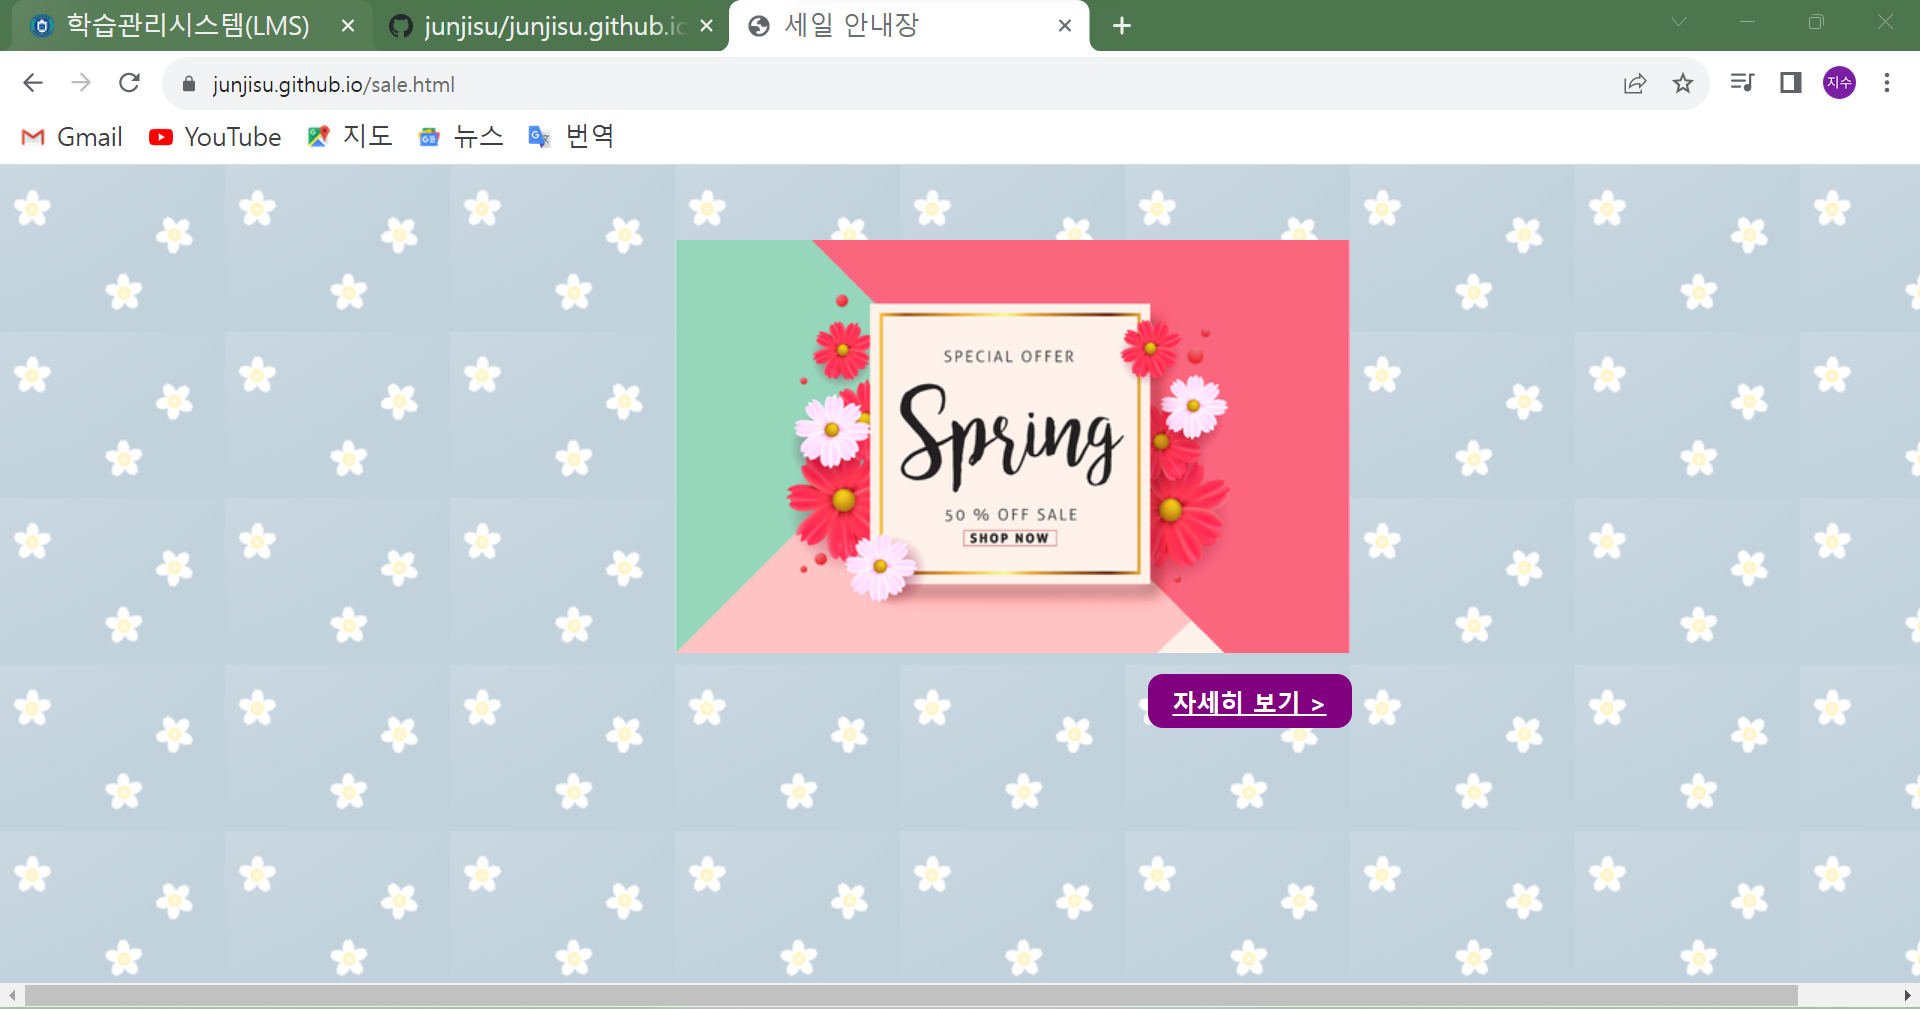 학습관리시스템(LMS)
junjisu/junjisu.github.io
세일 안내장
junjisu.github.io/sale.html
지수
Gmail
YouTube
지도
뉴스
번역
SPECIAL OFFER
Spring
50 % OFF SALE
SHOP NOW
자세히 보기 >